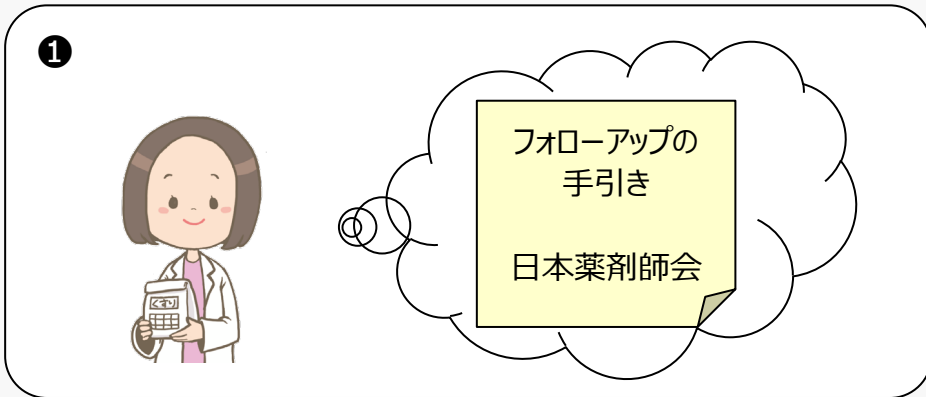 ❶
フォローアップの
手引き
日本薬剤師会
くすり